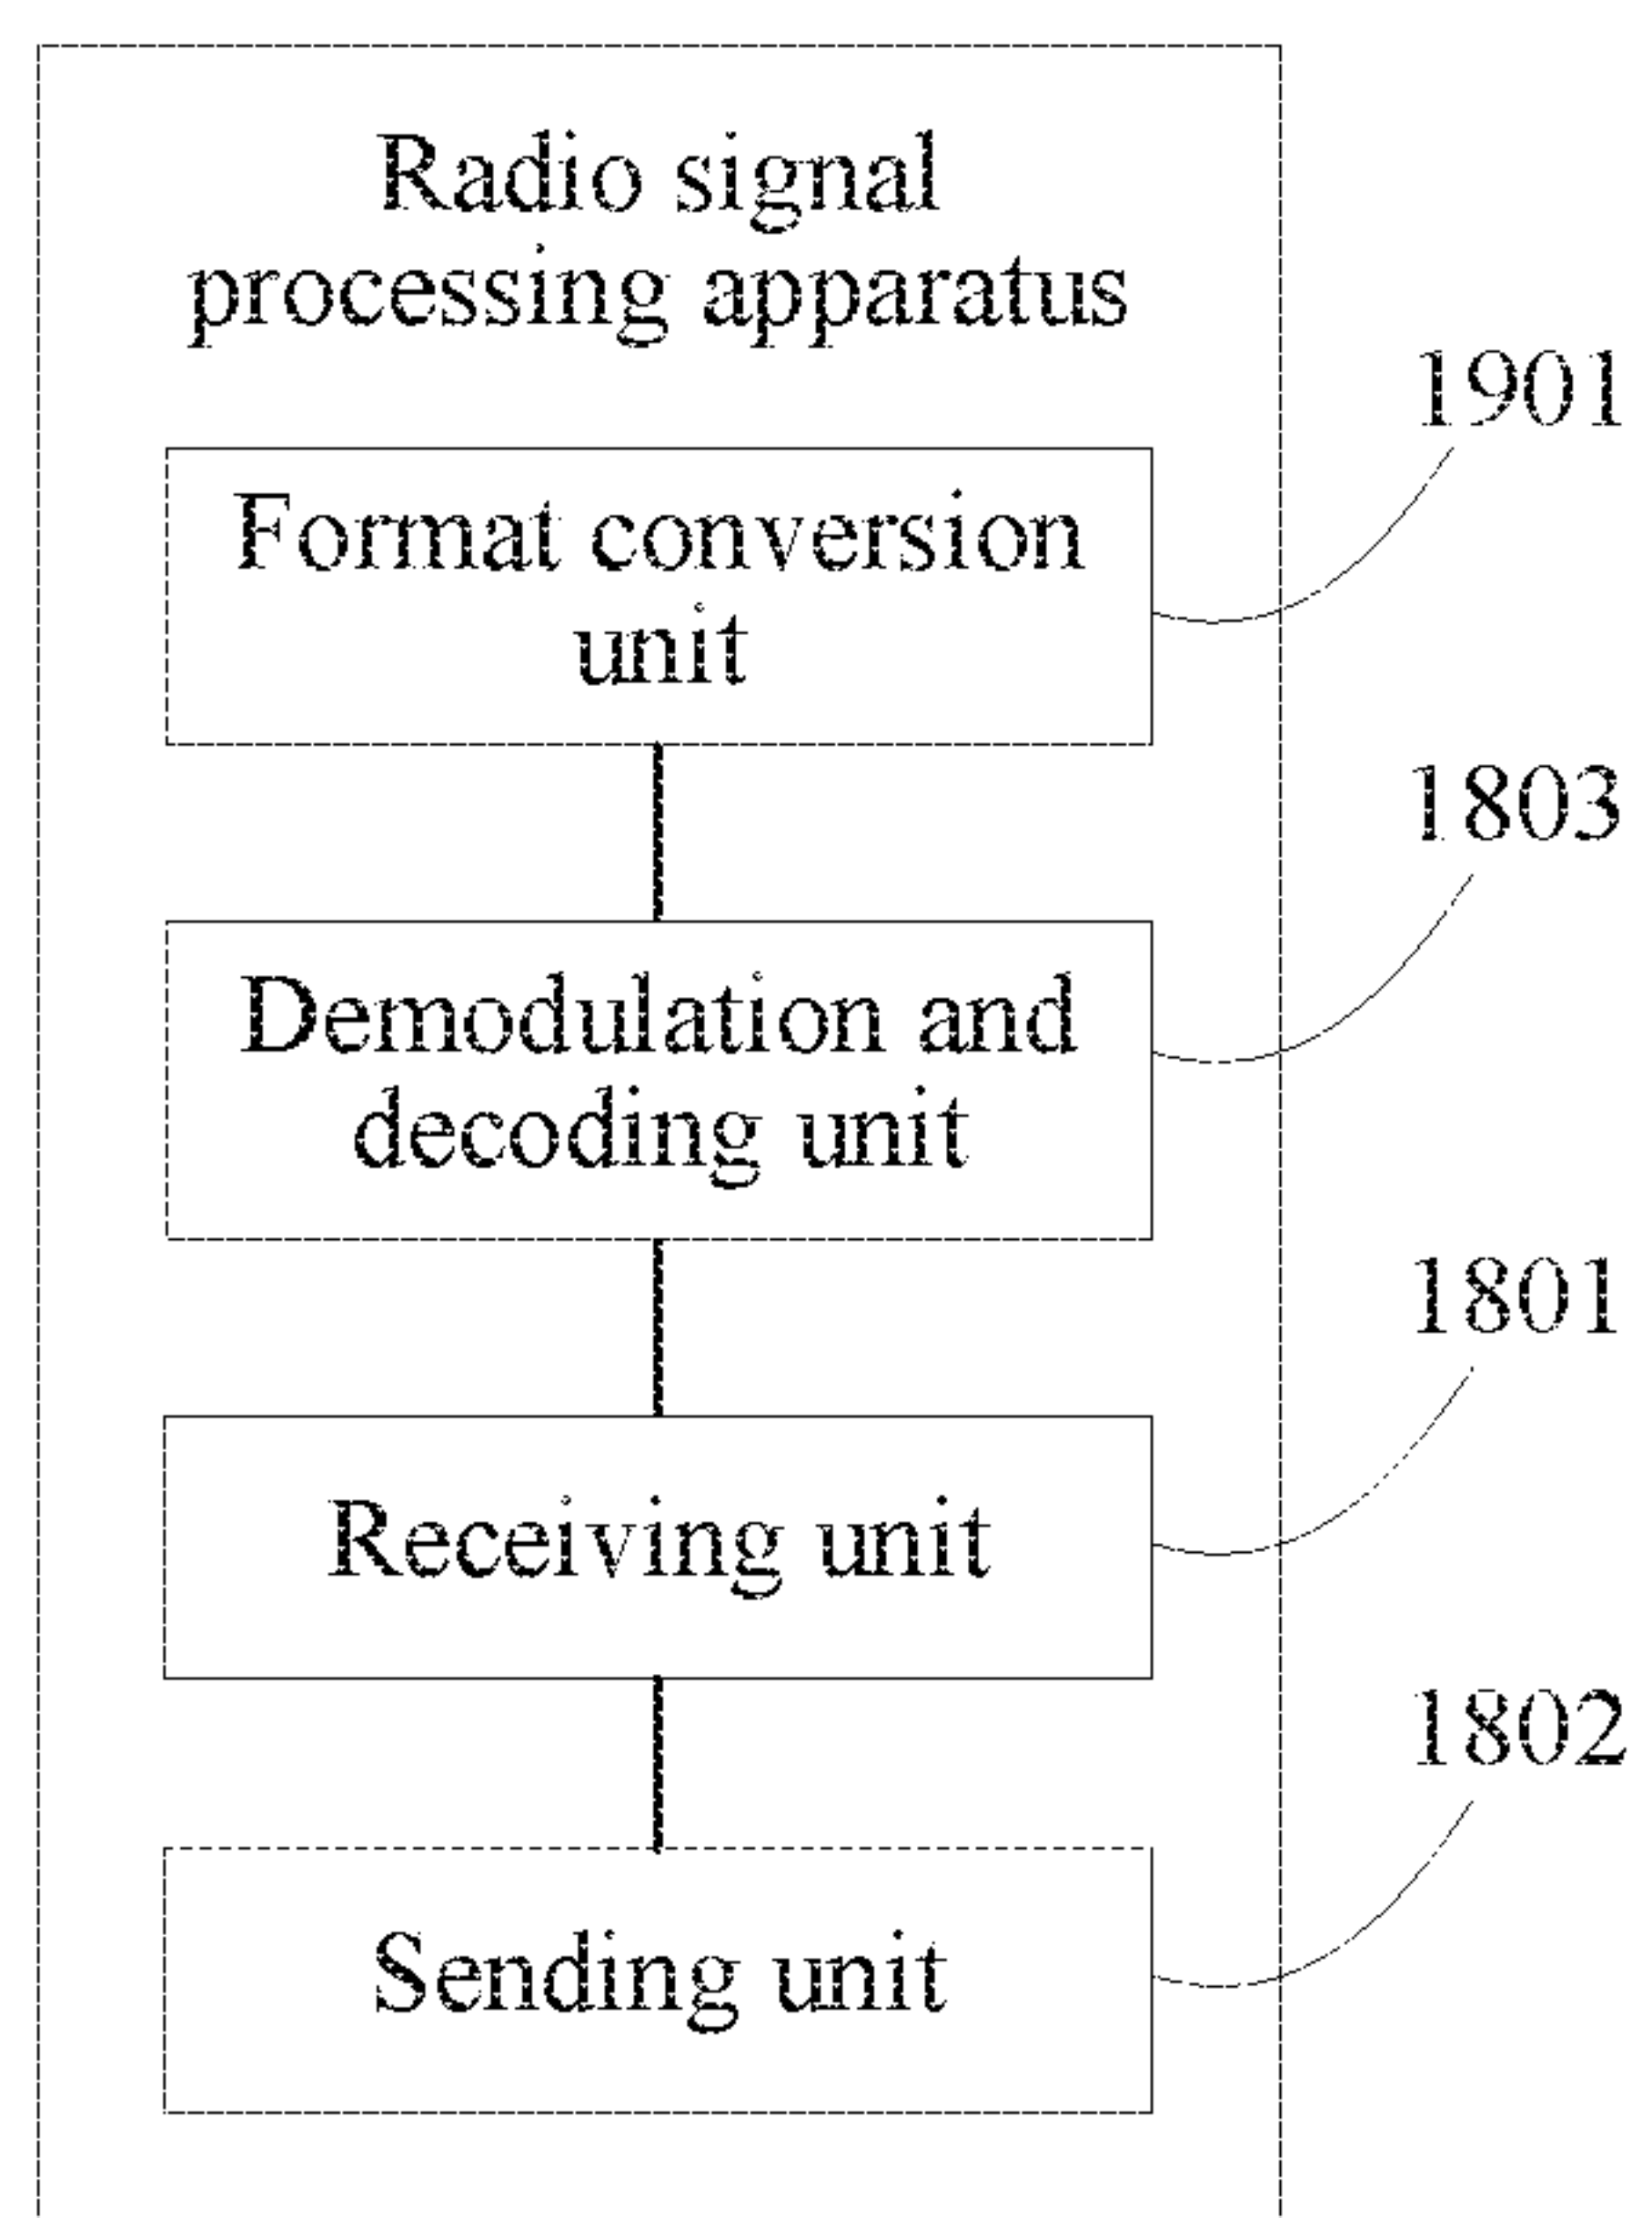 Radio signal
processing apparatus
1901
Format conversion
unit
1803
Demodulation and
decoding unit
1801
Receiving unit
1802
Sending unit